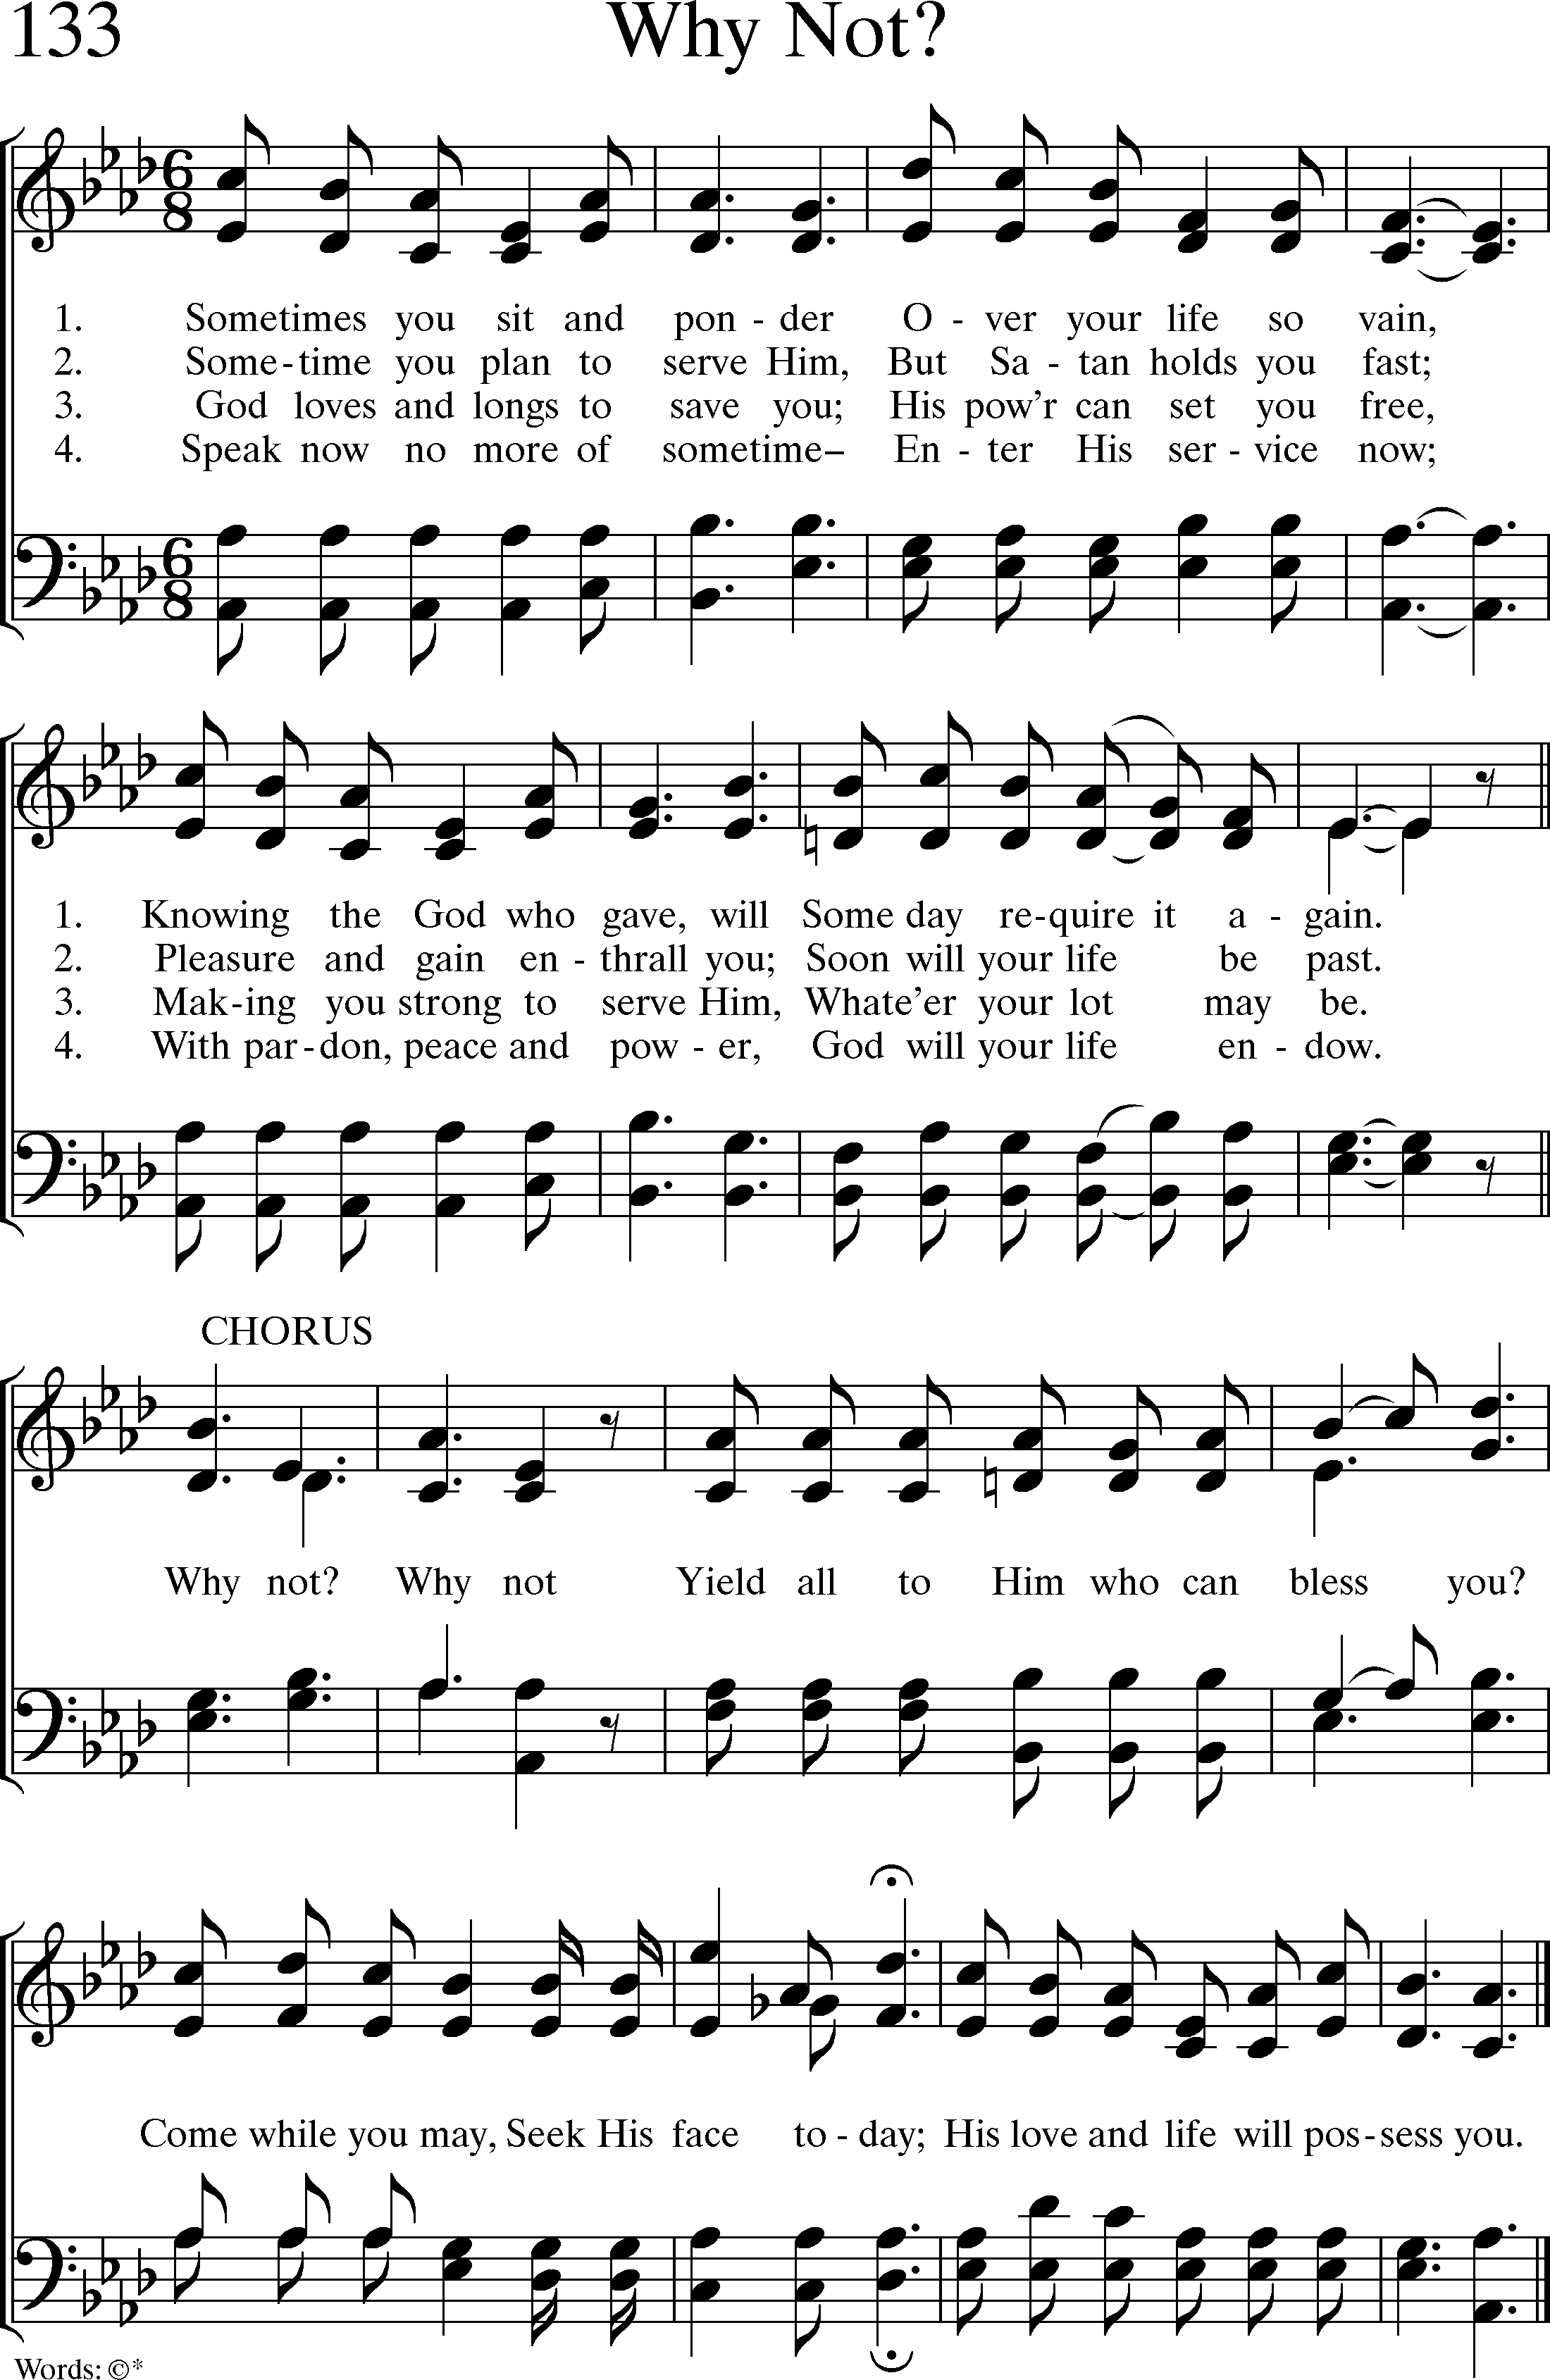 133 Why Not?
1. Sometimes you sit and pon - der O - ver your life so vain,
2. Some-time you plan to serve Him, But Sa - tan holds you fast;
3. God loves and longs to save you; His pow'r can set you free,
4. Speak now no more of sometime– En - ter His ser - vice now;
1. Knowing the God who gave, will Some day re-quire it a - gain.
2. Pleasure and gain en - thrall you; Soon will your life be past.
3. Mak-ing you strong to serve Him, Whate’er your lot may be.
4. With par-don, peace and pow - er, God will your life en - dow.
CHORUS
Why not? Why not Yield all to Him who can bless you?
Come while you may, Seek His face to - day; His love and life will pos-sess you.
Words: ©*